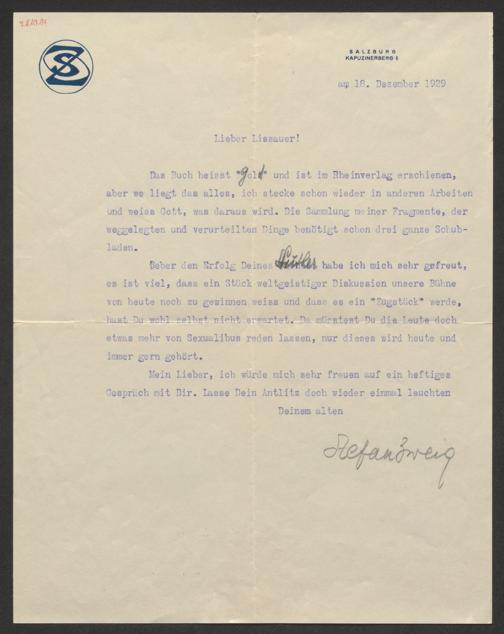 SZ
SALZBURG
KAPUZINERBERG 5
am 18. Dezember 1929
Lieber Lissauer!
Das Buch heisst "Gold" und ist im Rheinverlag erschienen,
aber wo liegt das alles, ich stecke schon wieder in anderen Arbeiten
und weiss Gott, was daraus wird. Die Sammlung meiner Fragmente, der
weggelegten und verurteilten Dinge benötigt schon drei ganze Schub-
laden.
Ueber den Erfolg Deines habe ich mich sehr gefreut,
es ist viel, dass ein Stück weltgeistiger Diskussion unsere Bühne
von heute noch zu gewinnen weiss und dass es ein "Zugstück" werde,
hast Du wohl selbst nicht erwartet. Da müsstest Du die Leute doch
etwas mehr von Sexualibus reden lassen, nur dieses wird heute und
immer gern gehört.
Mein Lieber, ich würde mich sehr freuen auf ein heftiges
Gespräch mit Dir. Lasse Dein Antlitz doch wieder einmal leuchten
Deinem alten
Stefan Zweig